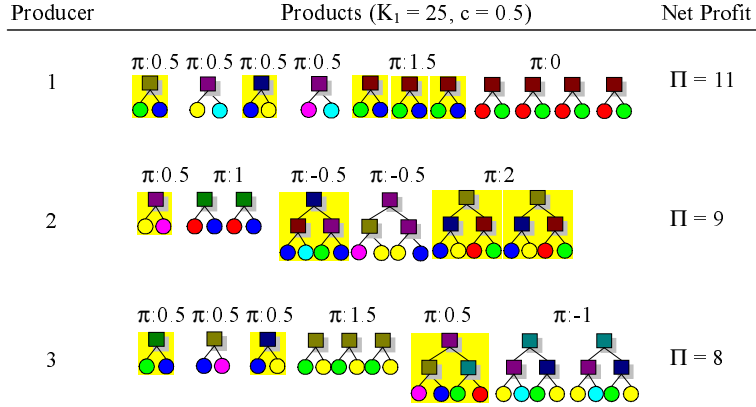 Producer Products (K₁ = 25, c = 0.5) Net Profit
π:0.5 π:0.5 π:0.5 π:0.5 π:1.5 π:0
1 Π = 11
π:0.5 π:1 π:-0.5 π:-0.5 π:2
2 Π = 9
π:0.5 π:0.5 π:0.5 π:1.5 π:0.5 π:-1
3 Π = 8